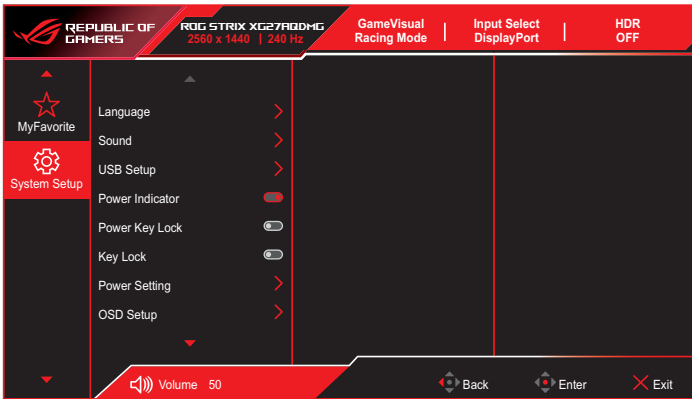 REPUBLIC OF
GAMERS
ROG STRIX XG27AQDMG
2560 x 1440 | 240 Hz
GameVisual
Racing Mode
Input Select
DisplayPort
HDR
OFF
MyFavorite
System Setup
Language
Sound
USB Setup
Power Indicator
Power Key Lock
Key Lock
Power Setting
OSD Setup
Volume 50
Back
Enter
Exit